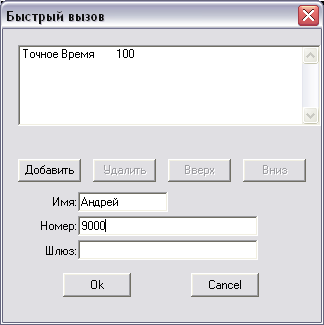 Быстрый вызов
Точное Время 100
Добавить Удалить Вверх Вниз
Имя: Андрей
Номер: 9000
Шлюз:
Ok Cancel